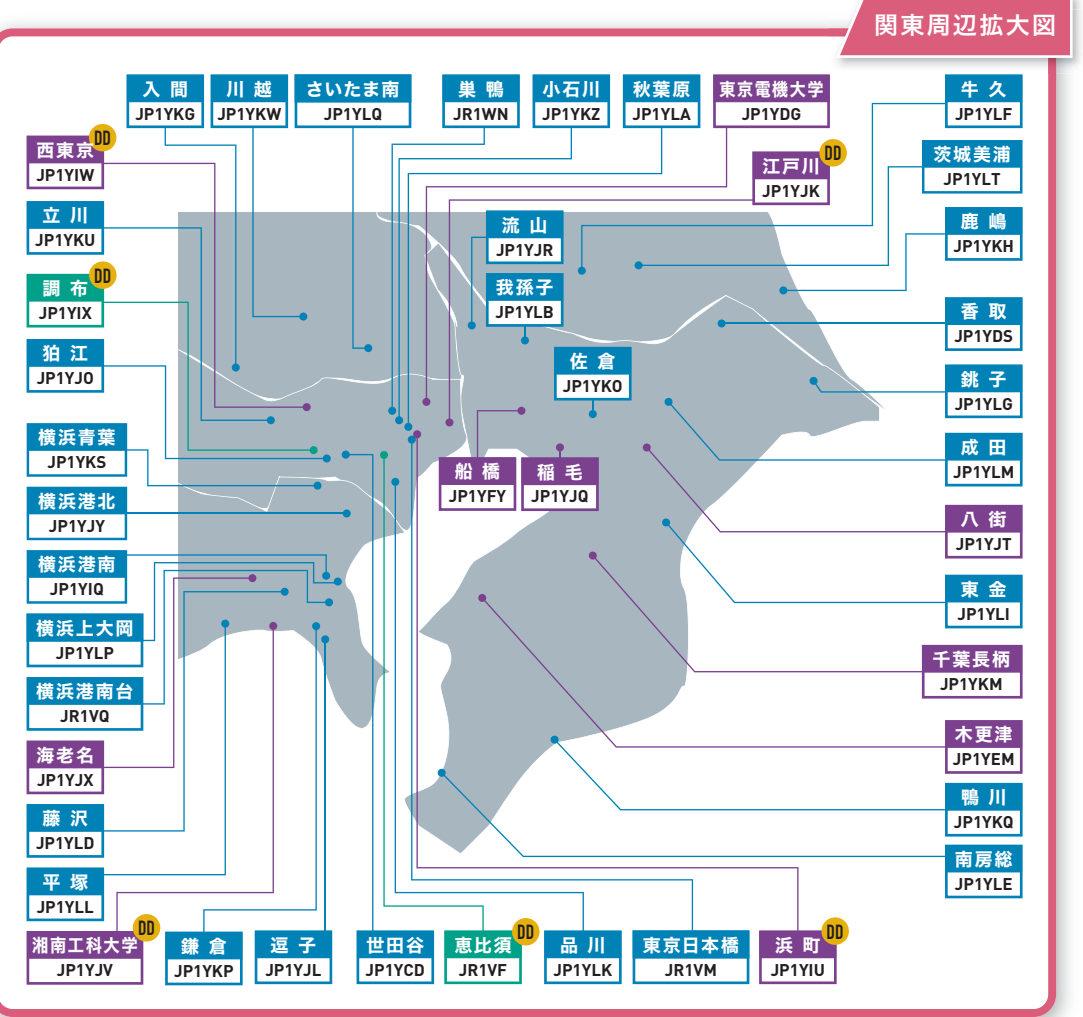 関東周辺拡大図
入間
JP1YKG
川越
JP1YKW
さいたま南
JP1YLQ
巣鴨
JR1WN
小石川
JP1YKZ
秋葉原
JP1YLA
東京電機大学
JP1YDG
牛久
JP1YLF
DD
西東京
JP1YIW
DD
江戸川
JP1YJK
茨城美浦
JP1YLT
立川
JP1YKU
流山
JP1YJR
鹿嶋
JP1YKH
DD
調布
JP1YIX
我孫子
JP1YLB
香取
JP1YDS
狛江
JP1YJO
佐倉
JP1YKO
銚子
JP1YLG
横浜青葉
JP1YKS
成田
JP1YLM
船橋
JP1YFY
稲毛
JP1YJQ
横浜港北
JP1YJY
八街
JP1YJT
横浜港南
JP1YIQ
東金
JP1YLI
横浜上大岡
JP1YLP
千葉長柄
JP1YKM
横浜港南台
JR1VQ
木更津
JP1YEM
海老名
JP1YJX
鴨川
JP1YKQ
藤沢
JP1YLD
南房総
JP1YLE
平塚
JP1YLL
DD
湘南工科大学
JP1YJV
鎌倉
JP1YKP
逗子
JP1YJL
世田谷
JP1YCD
DD
恵比須
JR1VF
品川
JP1YLK
東京日本橋
JR1VM
DD
浜町
JP1YIU